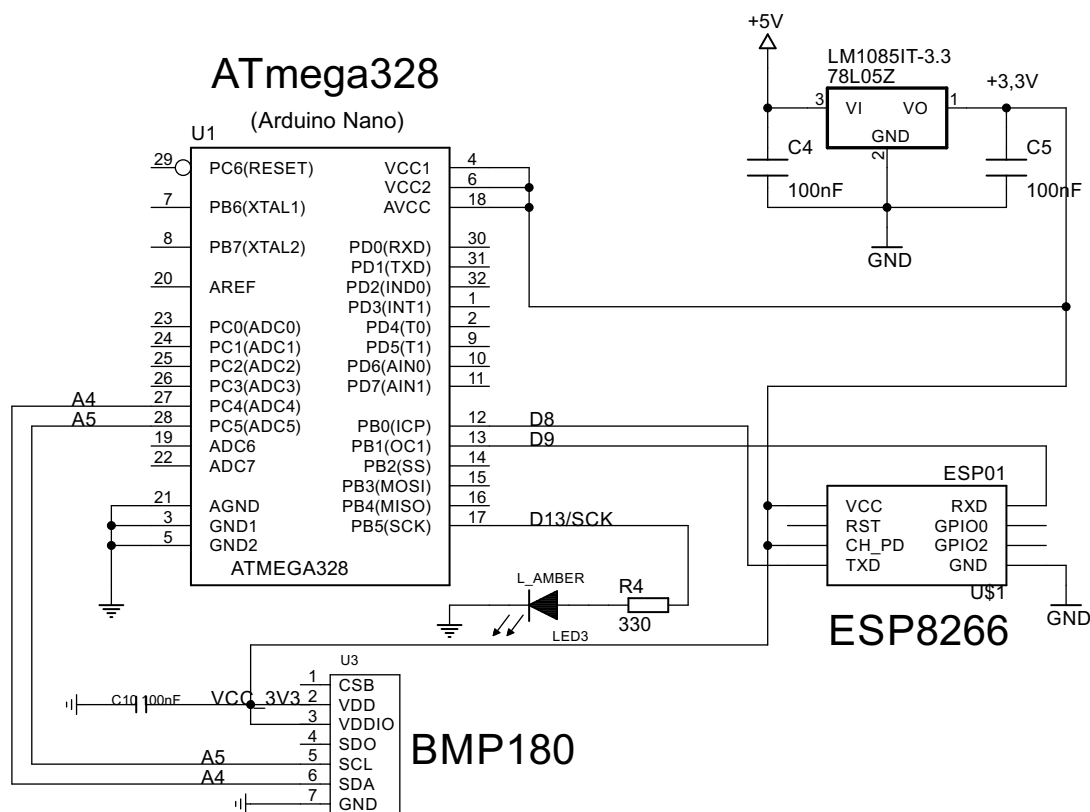 +5V
LM1085IT-3.3
78L05Z
+3,3V
3 VI VO 1
GND
2
C4
100nF
C5
100nF
GND
ATmega328
(Arduino Nano)
U1
29 PC6(RESET)
7 PB6(XTAL1)
8 PB7(XTAL2)
20 AREF
23 PC0(ADC0)
24 PC1(ADC1)
25 PC2(ADC2)
26 PC3(ADC3)
A4 27 PC4(ADC4)
A5 28 PC5(ADC5)
19 ADC6
22 ADC7
21 AGND
3 GND1
5 GND2
VCC1 4
VCC2 6
AVCC 18
PD0(RXD) 30
PD1(TXD) 31
PD2(IND0) 32
PD3(INT1) 1
PD4(T0) 2
PD5(T1) 9
PD6(AIN0) 10
PD7(AIN1) 11
PB0(ICP) 12 D8
PB1(OC1) 13 D9
PB2(SS) 14
PB3(MOSI) 15
PB4(MISO) 16
PB5(SCK) 17 D13/SCK
ATMEGA328
L_AMBER
LED3
R4
330
ESP01
VCC RXD
RST GPIO0
CH_PD GPIO2
TXD GND
U$1
GND
ESP8266
U3
C10 100nF
VCC_3V3
1 CSB
2 VDD
3 VDDIO
4 SDO
A5 5 SCL
A4 6 SDA
7 GND
BMP180